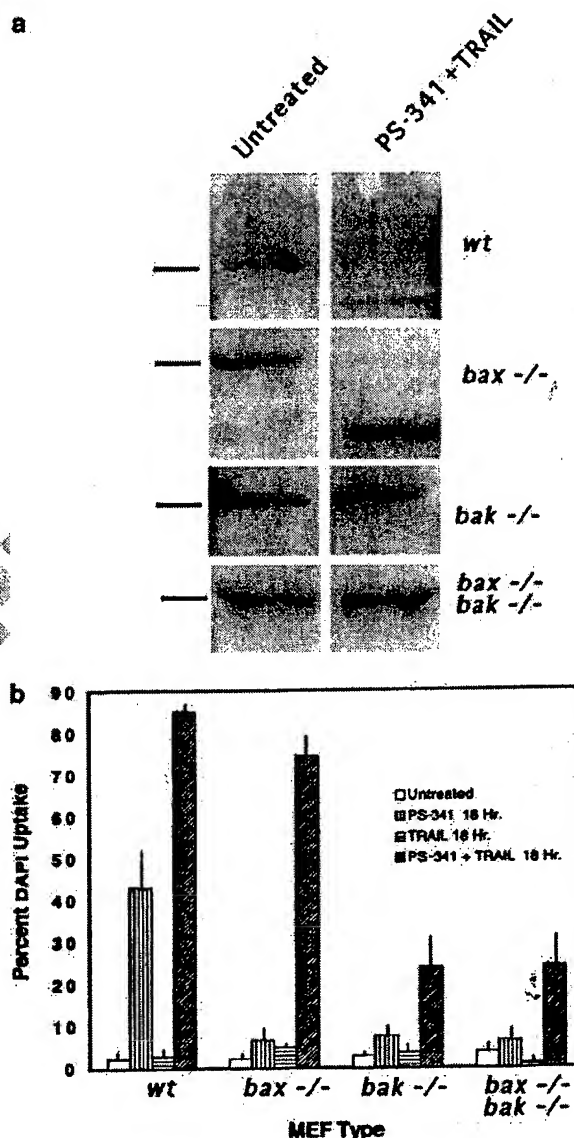 a
Untreated
PS-341 + TRAIL
wt
bax -/-
bak -/-
bax -/-
bak -/-
b
90
80
70
60
50
40
30
20
10
0
Percent DAPI Uptake
Untreated
PS-341 18 Hr.
TRAIL 18 Hr.
PS-341 + TRAIL 18 Hr.
wt
bax -/-
bak -/-
bax -/-
bak -/-
MEF Type